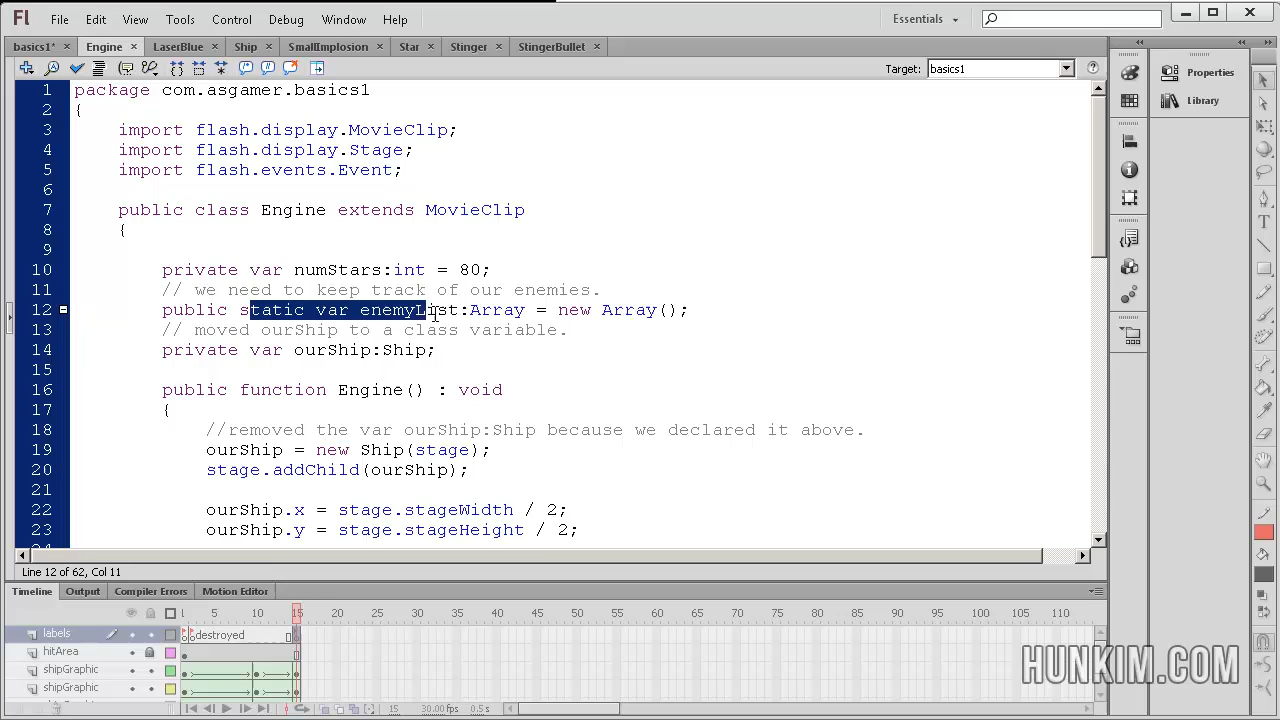 Fl File Edit View Tools Control Debug Window Help Essentials
basics1* × Engine × LaserBlue × Ship × SmallImplosion × Star × Stinger × StingerBullet ×
Target: basics1
Properties
Library
1 package com.asgamer.basics1
2 {
3 import flash.display.MovieClip;
4 import flash.display.Stage;
5 import flash.events.Event;
6
7 public class Engine extends MovieClip
8 {
9
10 private var numStars:int = 80;
11 // we need to keep track of our enemies.
12 public static var enemyList:Array = new Array();
13 // moved ourShip to a class variable.
14 private var ourShip:Ship;
15
16 public function Engine() : void
17 {
18 //removed the var ourShip:Ship because we declared it above.
19 ourShip = new Ship(stage);
20 stage.addChild(ourShip);
21
22 ourShip.x = stage.stageWidth / 2;
23 ourShip.y = stage.stageHeight / 2;
Line 12 of 62, Col 11
Timeline Output Compiler Errors Motion Editor
1 5 10 15 20 25 30 35 40 45 50 55 60 65 70 75 80 85 90 95 100 105 110
labels destroyed
hitArea
shipGraphic
shipGraphic
15 30.00 fps 0.5 s
HUNKIM.COM